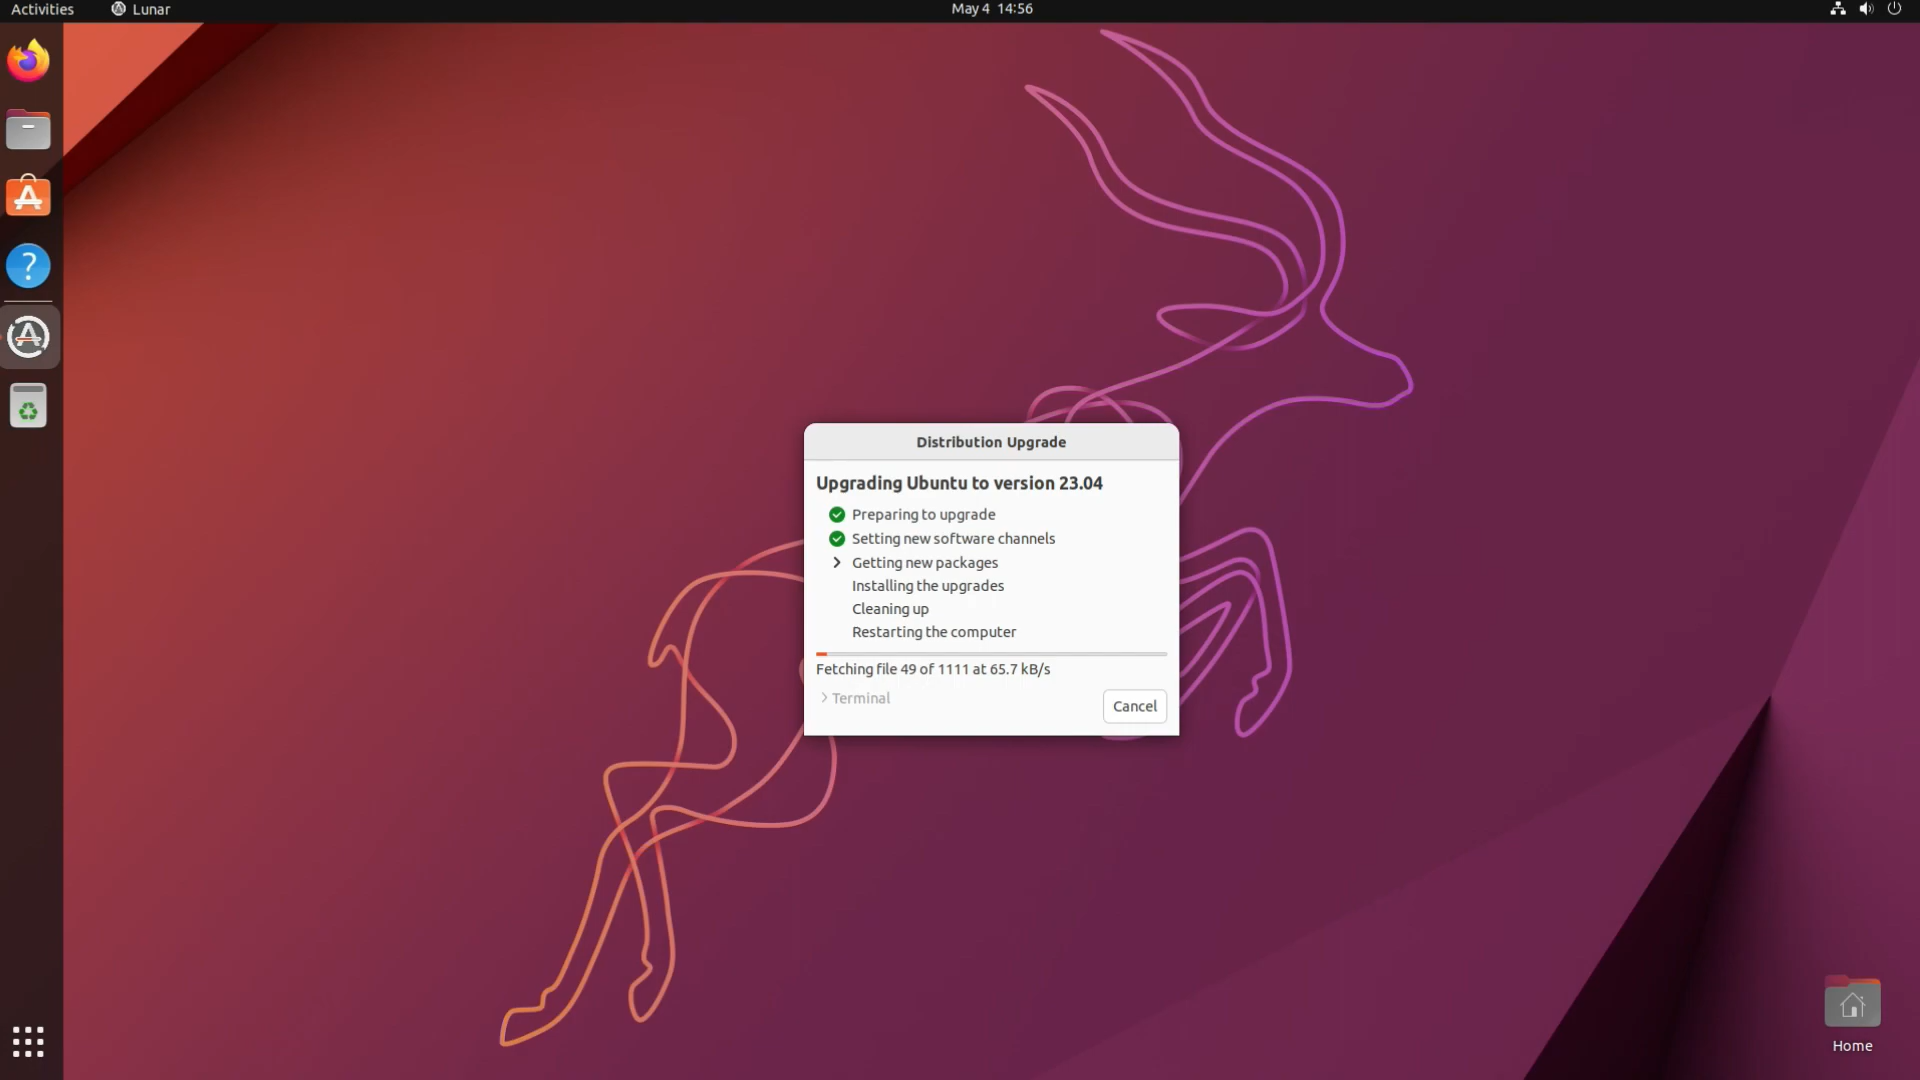 Activities
Lunar
May 4 14:56
Distribution Upgrade
Upgrading Ubuntu to version 23.04
Preparing to upgrade
Setting new software channels
Getting new packages
Installing the upgrades
Cleaning up
Restarting the computer
Fetching file 49 of 1111 at 65.7 kB/s
Terminal
Cancel
Home